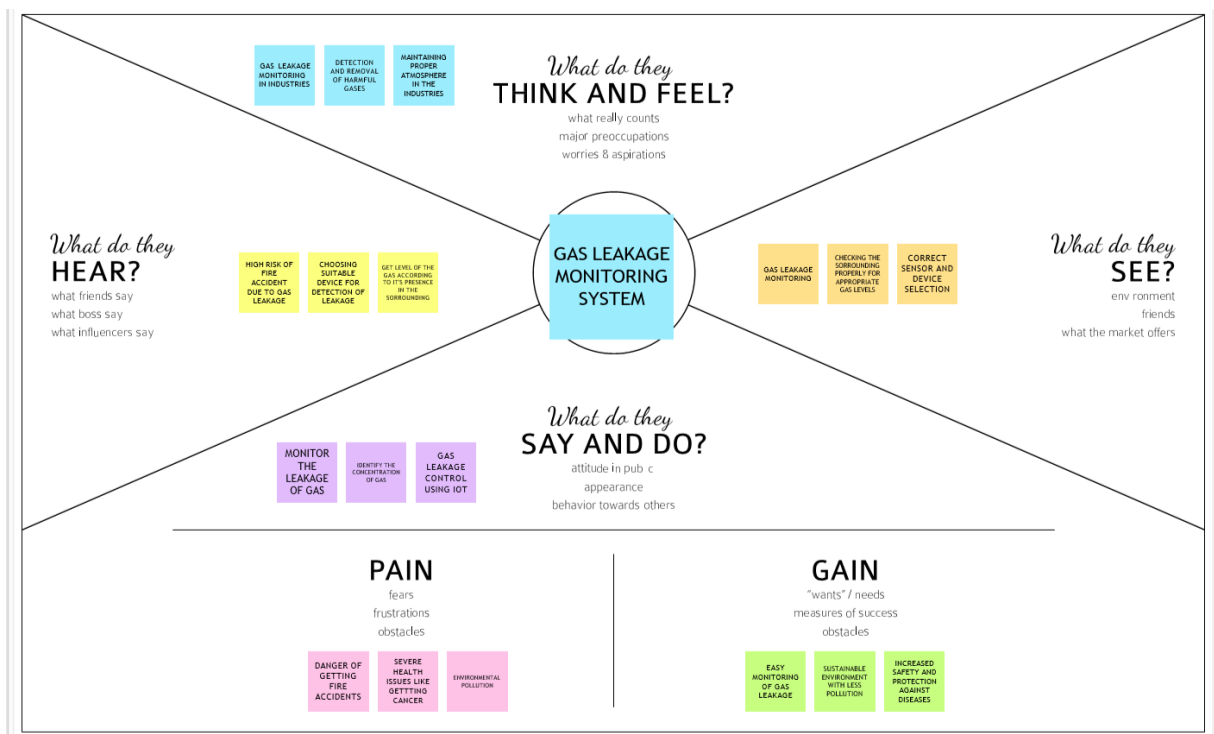 GAS LEAKAGE
MONITORING
IN INDUSTRIES
DETECTION
AND REMOVAL
OF HARMFUL
GASES
MAINTAINING
PROPER
ATMOSPHERE
IN THE
INDUSTRIES
What do they
THINK AND FEEL?
what really counts
major preoccupations
worries & aspirations
What do they
HEAR?
what friends say
what boss say
what influencers say
HIGH RISK OF
FIRE
ACCIDENT
DUE TO GAS
LEAKAGE
CHOOSING
SUITABLE
DEVICE FOR
DETECTION OF
LEAKAGE
GET LEVEL OF THE
GAS ACCORDING
TO IT'S PRESENCE
IN THE
SORROUNDING
GAS LEAKAGE
MONITORING
SYSTEM
GAS LEAKAGE
MONITORING
CHECKING THE
SORROUNDING
PROPERLY FOR
APPROPRIATE
GAS LEVELS
CORRECT
SENSOR AND
DEVICE
SELECTION
What do they
SEE?
env ronment
friends
what the market offers
What do they
SAY AND DO?
attitude in pub c
appearance
behavior towards others
MONITOR
THE
LEAKAGE
OF GAS
IDENTIFY THE
CONCENTRATION
OF GAS
GAS
LEAKAGE
CONTROL
USING IOT
PAIN
fears
frustrations
obstacles
DANGER OF
GETTING
FIRE
ACCIDENTS
SEVERE
HEALTH
ISSUES LIKE
GETTTING
CANCER
ENVIRONMENTAL
POLLUTION
GAIN
"wants" / needs
measures of success
obstacles
EASY
MONITORING
OF GAS
LEAKAGE
SUSTAINABLE
ENVIRONMENT
WITH LESS
POLLUTION
INCREASED
SAFETY AND
PROTECTION
AGAINST
DISEASES